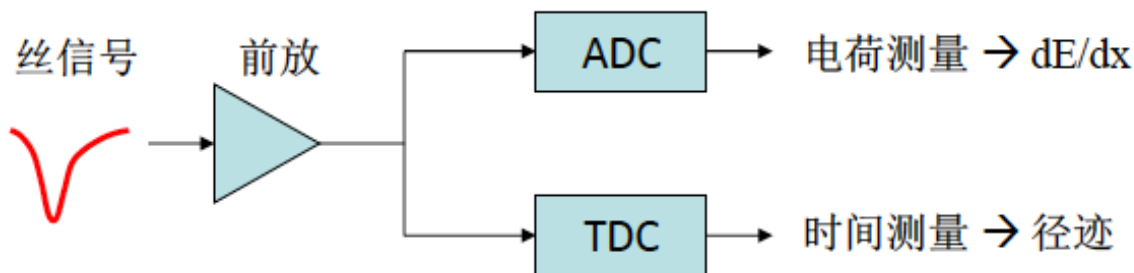 丝信号
前放
ADC
电荷测量 → dE/dx
TDC
时间测量 → 径迹